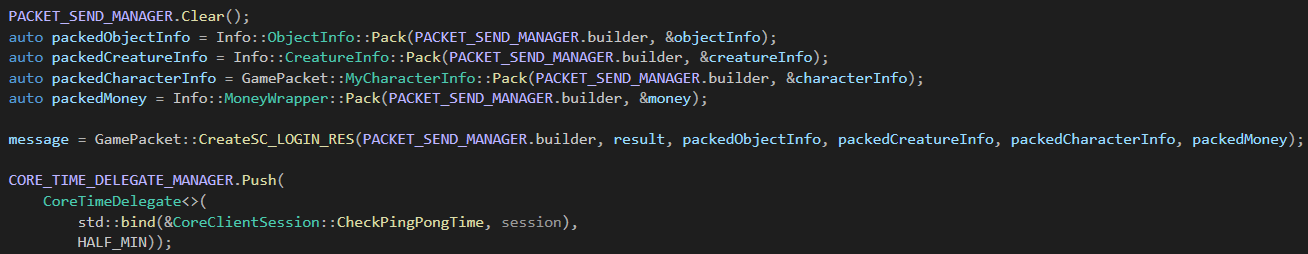 PACKET_SEND_MANAGER.Clear();
auto packedObjectInfo = Info::ObjectInfo::Pack(PACKET_SEND_MANAGER.builder, &objectInfo);
auto packedCreatureInfo = Info::CreatureInfo::Pack(PACKET_SEND_MANAGER.builder, &creatureInfo);
auto packedCharacterInfo = GamePacket::MyCharacterInfo::Pack(PACKET_SEND_MANAGER.builder, &characterInfo);
auto packedMoney = Info::MoneyWrapper::Pack(PACKET_SEND_MANAGER.builder, &money);
message = GamePacket::CreateSC_LOGIN_RES(PACKET_SEND_MANAGER.builder, result, packedObjectInfo, packedCreatureInfo, packedCharacterInfo, packedMoney);
CORE_TIME_DELEGATE_MANAGER.Push(
    CoreTimeDelegate<>(
        std::bind(&CoreClientSession::CheckPingPongTime, session),
        HALF_MIN));